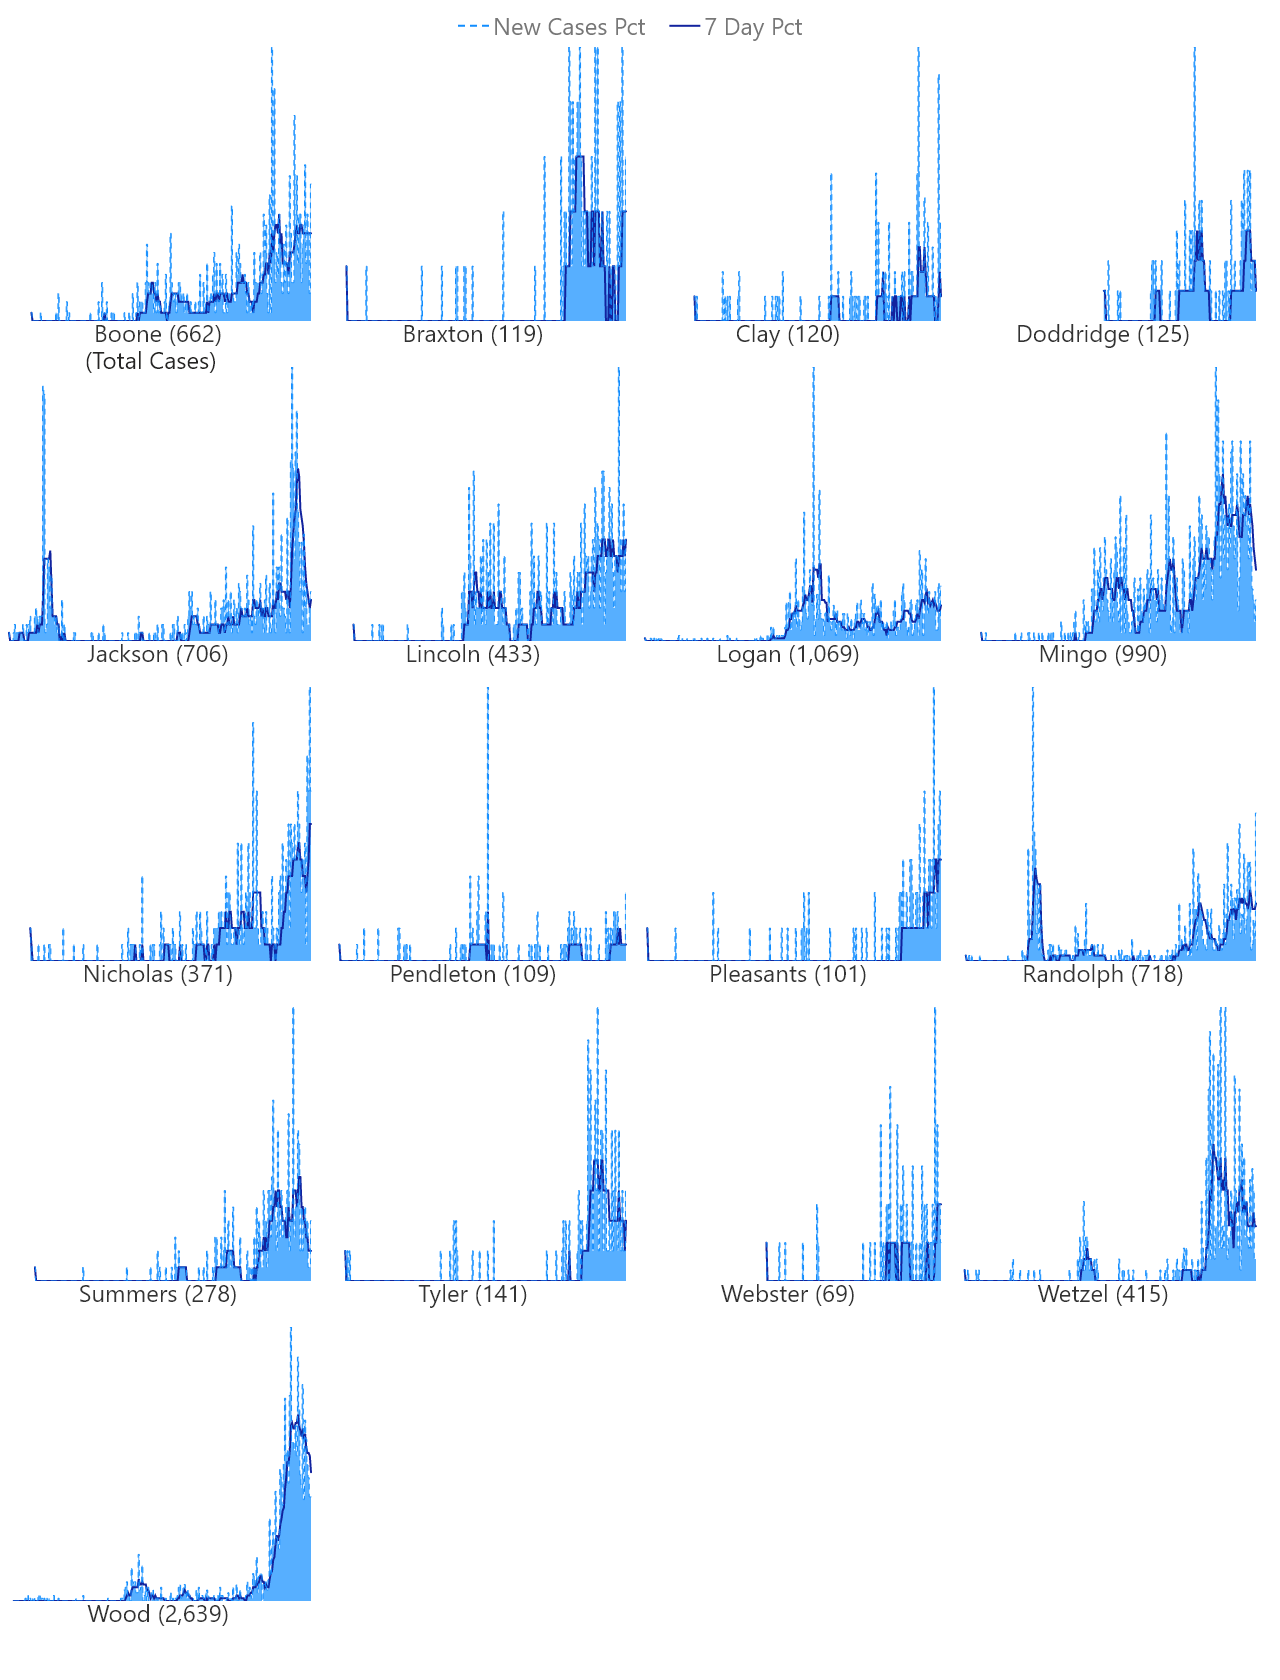 New Cases Pct 7 Day Pct
Boone (662) Braxton (119) Clay (120) Doddridge (125)
(Total Cases)
Jackson (706) Lincoln (433) Logan (1,069) Mingo (990)
Nicholas (371) Pendleton (109) Pleasants (101) Randolph (718)
Summers (278) Tyler (141) Webster (69) Wetzel (415)
Wood (2,639)